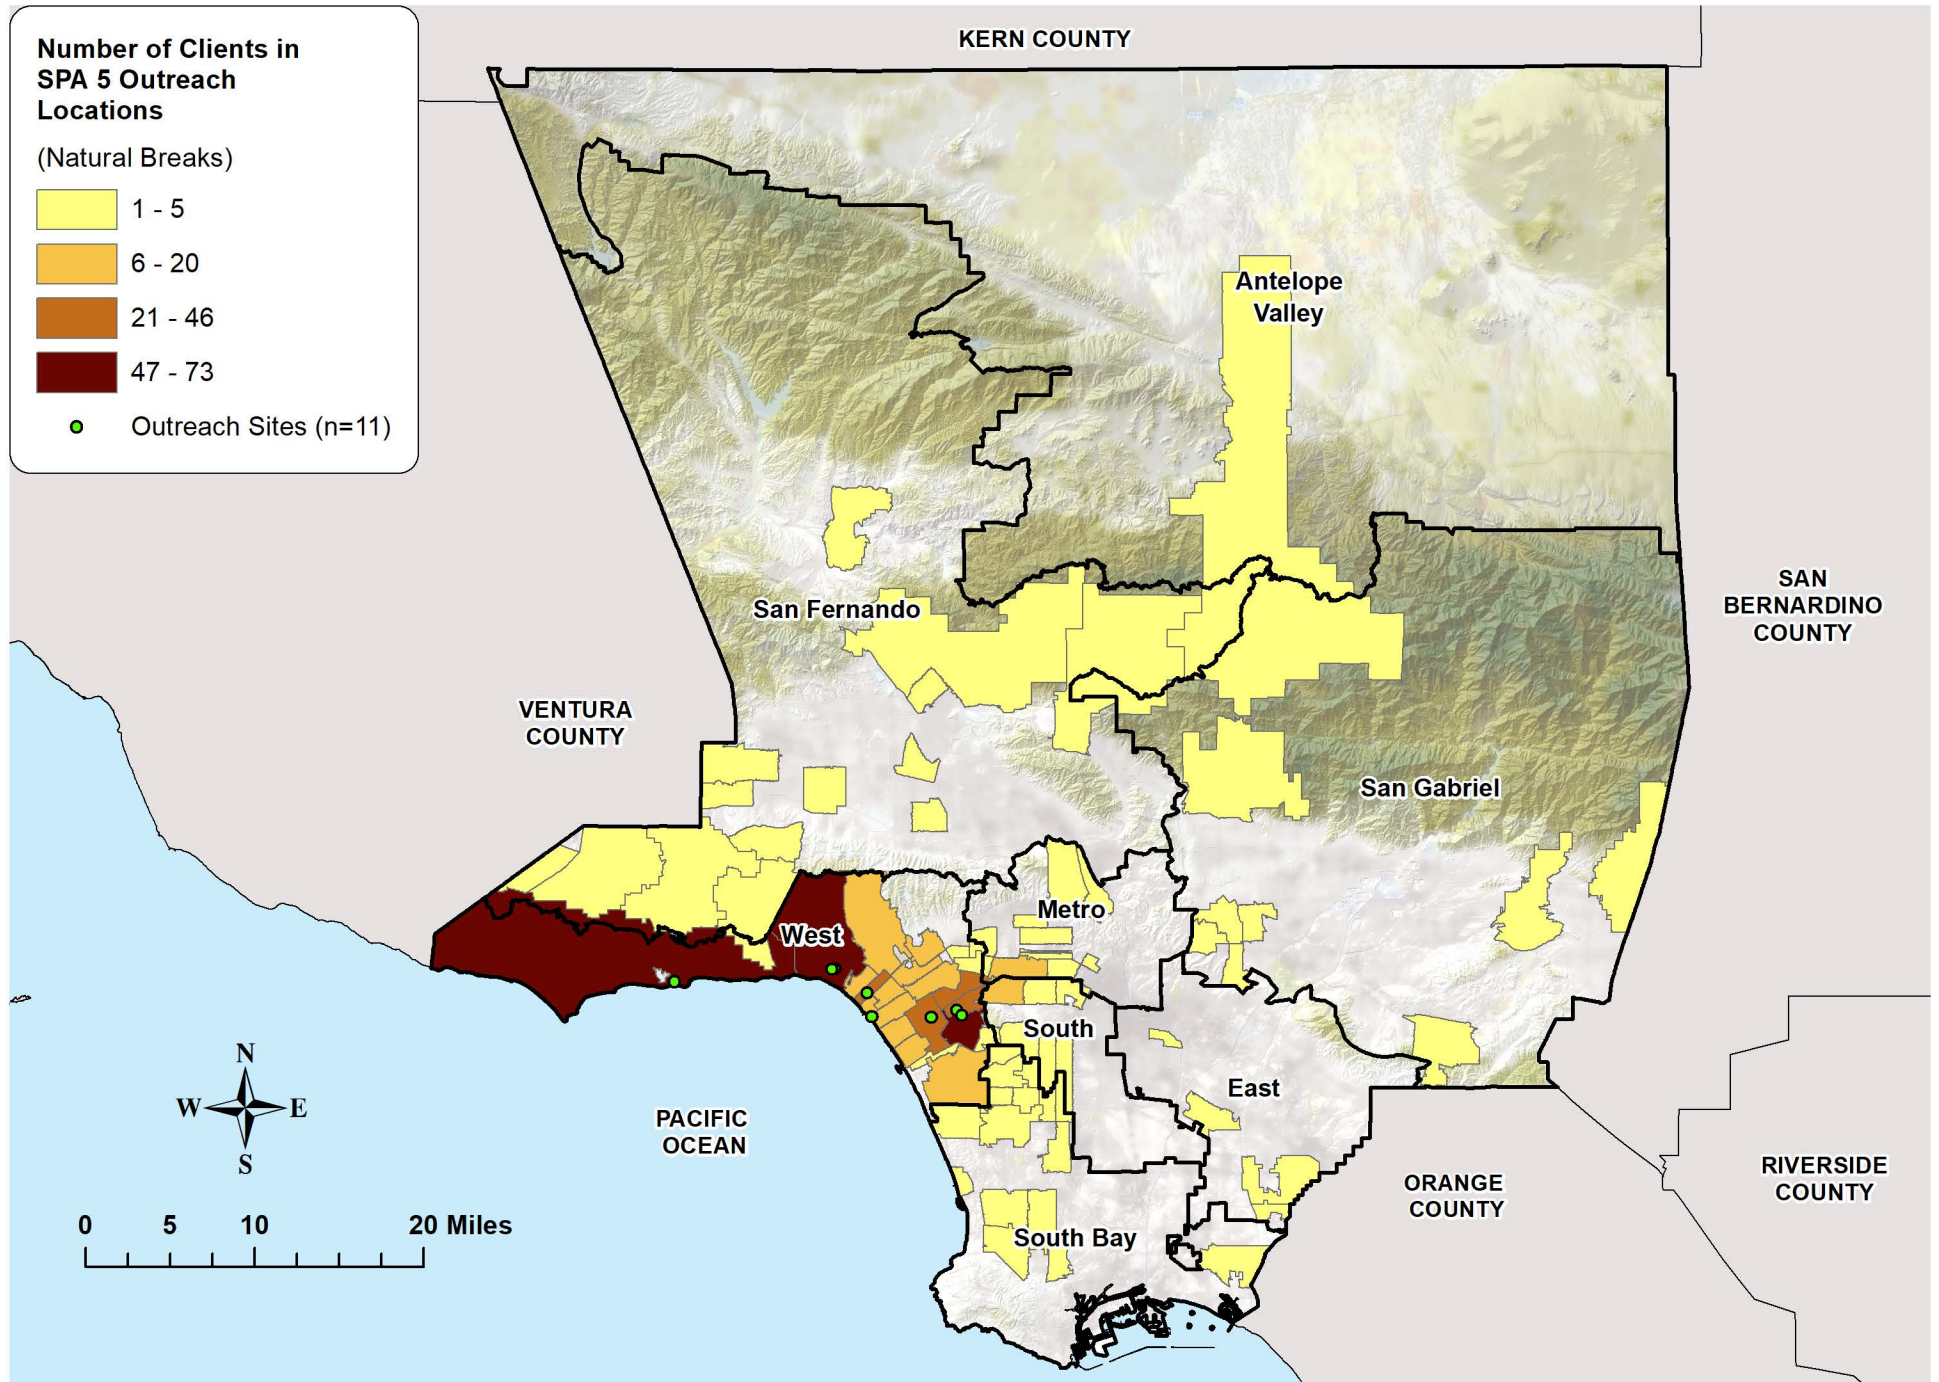 Number of Clients in
SPA 5 Outreach
Locations
(Natural Breaks)
1 - 5
6 - 20
21 - 46
47 - 73
Outreach Sites (n=11)
KERN COUNTY
Antelope
Valley
San Fernando
SAN
BERNARDINO
COUNTY
VENTURA
COUNTY
San Gabriel
Metro
West
South
East
PACIFIC
OCEAN
N
W
E
S
RIVERSIDE
COUNTY
ORANGE
COUNTY
South Bay
0 5 10 20 Miles